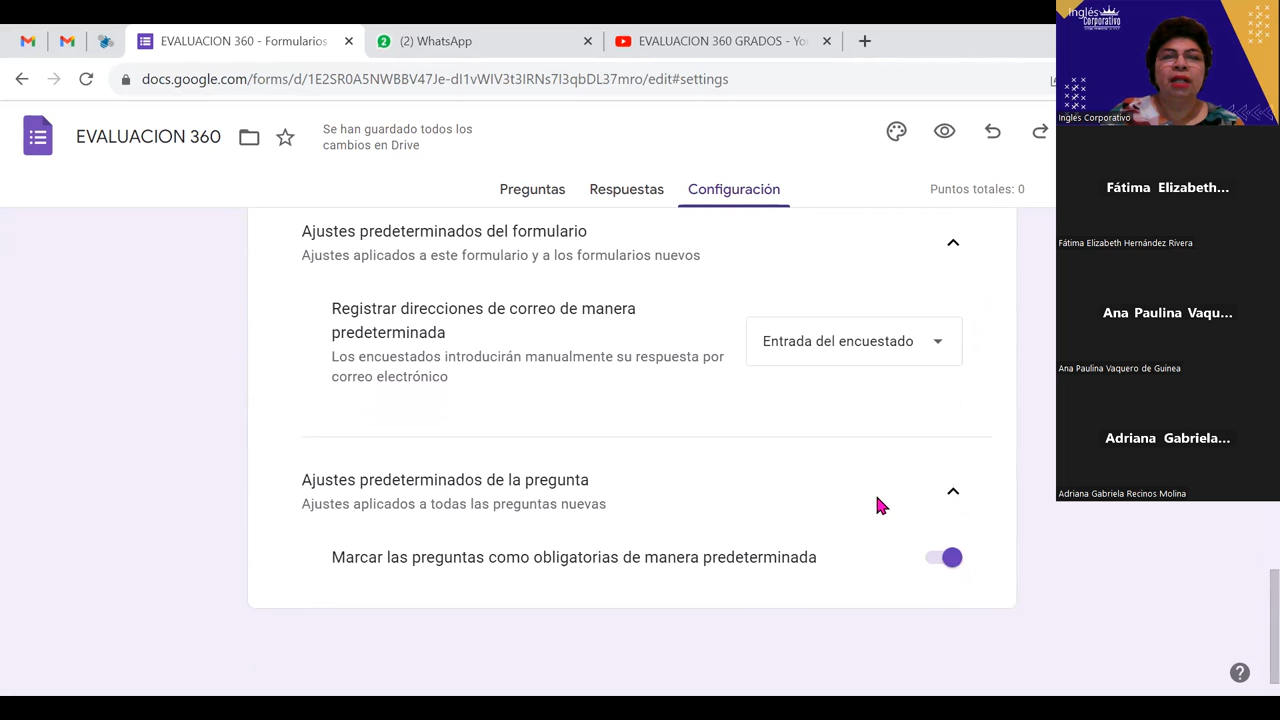 EVALUACION 360 - Formularios
(2) WhatsApp
EVALUACION 360 GRADOS - Yo
docs.google.com/forms/d/1E2SR0A5NWBBV47Je-dI1vWIV3t3IRNs7I3qbDL37mro/edit#settings
EVALUACION 360
Se han guardado todos los
cambios en Drive
Preguntas
Respuestas
Configuración
Puntos totales: 0
Ajustes predeterminados del formulario
Ajustes aplicados a este formulario y a los formularios nuevos
Registrar direcciones de correo de manera
predeterminada
Los encuestados introducirán manualmente su respuesta por
correo electrónico
Entrada del encuestado
Ajustes predeterminados de la pregunta
Ajustes aplicados a todas las preguntas nuevas
Marcar las preguntas como obligatorias de manera predeterminada
Inglés
Corporativo
Inglés Corporativo
Fátima Elizabeth...
Fátima Elizabeth Hernández Rivera
Ana Paulina Vaqu...
Ana Paulina Vaquero de Guinea
Adriana Gabriela...
Adriana Gabriela Recinos Molina